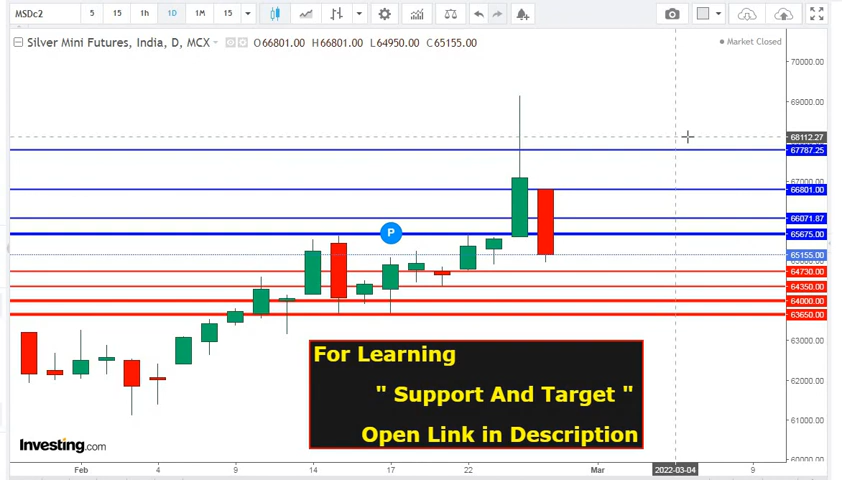 MSDc2 5 15 1h 1D 1M 15
Silver Mini Futures, India, D, MCX O66801.00 H66801.00 L64950.00 C65155.00
Market Closed
70000.00
69000.00
68112.27
67787.25
67000.00
66801.00
66071.87
65675.00
P
65155.00
64730.00
64350.00
64000.00
63650.00
63000.00
62000.00
61000.00
60000.00
For Learning
" Support And Target "
Open Link in Description
Investing.com
Feb 4 9 14 17 22 Mar 2022-03-04 9